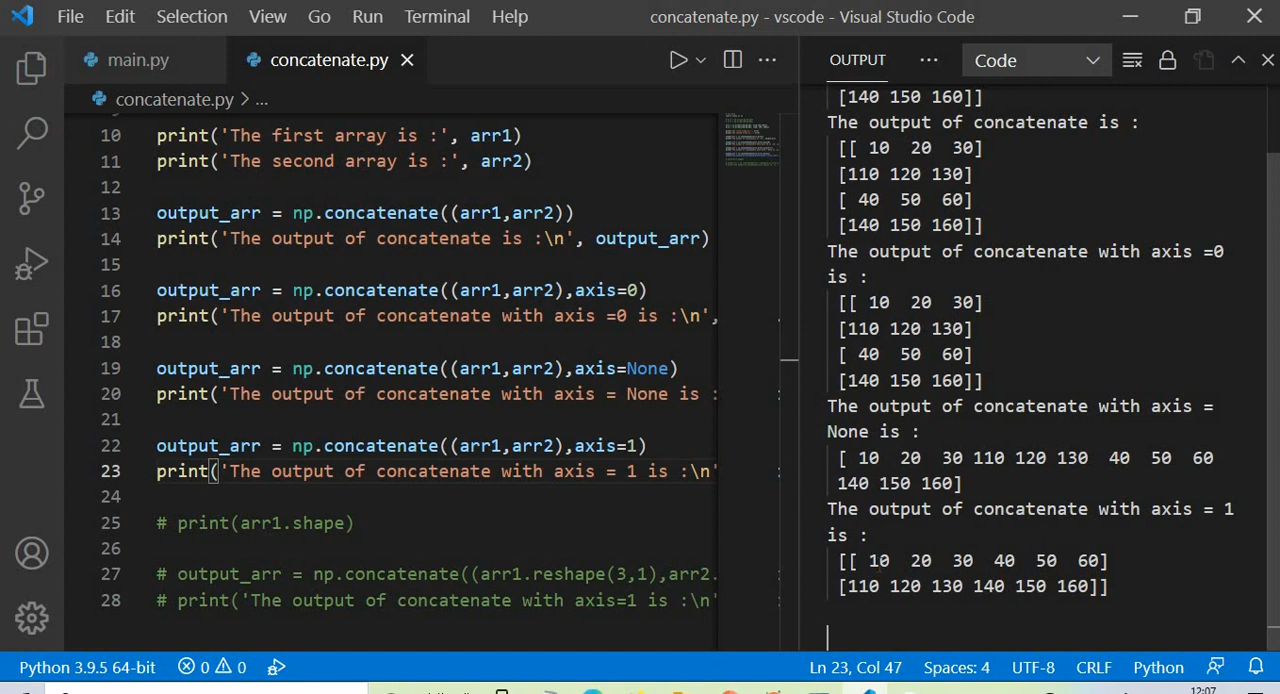 File Edit Selection View Go Run Terminal Help concatenate.py - vscode - Visual Studio Code
main.py concatenate.py
concatenate.py > ...
10 print('The first array is :', arr1)
11 print('The second array is :', arr2)
12
13 output_arr = np.concatenate((arr1,arr2))
14 print('The output of concatenate is :\n', output_arr)
15
16 output_arr = np.concatenate((arr1,arr2),axis=0)
17 print('The output of concatenate with axis =0 is :\n',
18
19 output_arr = np.concatenate((arr1,arr2),axis=None)
20 print('The output of concatenate with axis = None is :
21
22 output_arr = np.concatenate((arr1,arr2),axis=1)
23 print('The output of concatenate with axis = 1 is :\n'
24
25 # print(arr1.shape)
26
27 # output_arr = np.concatenate((arr1.reshape(3,1),arr2.
28 # print('The output of concatenate with axis=1 is :\n'
OUTPUT ... Code
[140 150 160]]
The output of concatenate is :
[[ 10 20 30]
[110 120 130]
[ 40 50 60]
[140 150 160]]
The output of concatenate with axis =0
is :
[[ 10 20 30]
[110 120 130]
[ 40 50 60]
[140 150 160]]
The output of concatenate with axis =
None is :
[ 10 20 30 110 120 130 40 50 60
140 150 160]
The output of concatenate with axis = 1
is :
[[ 10 20 30 40 50 60]
[110 120 130 140 150 160]]
Python 3.9.5 64-bit 0 0 Ln 23, Col 47 Spaces: 4 UTF-8 CRLF Python
12:07